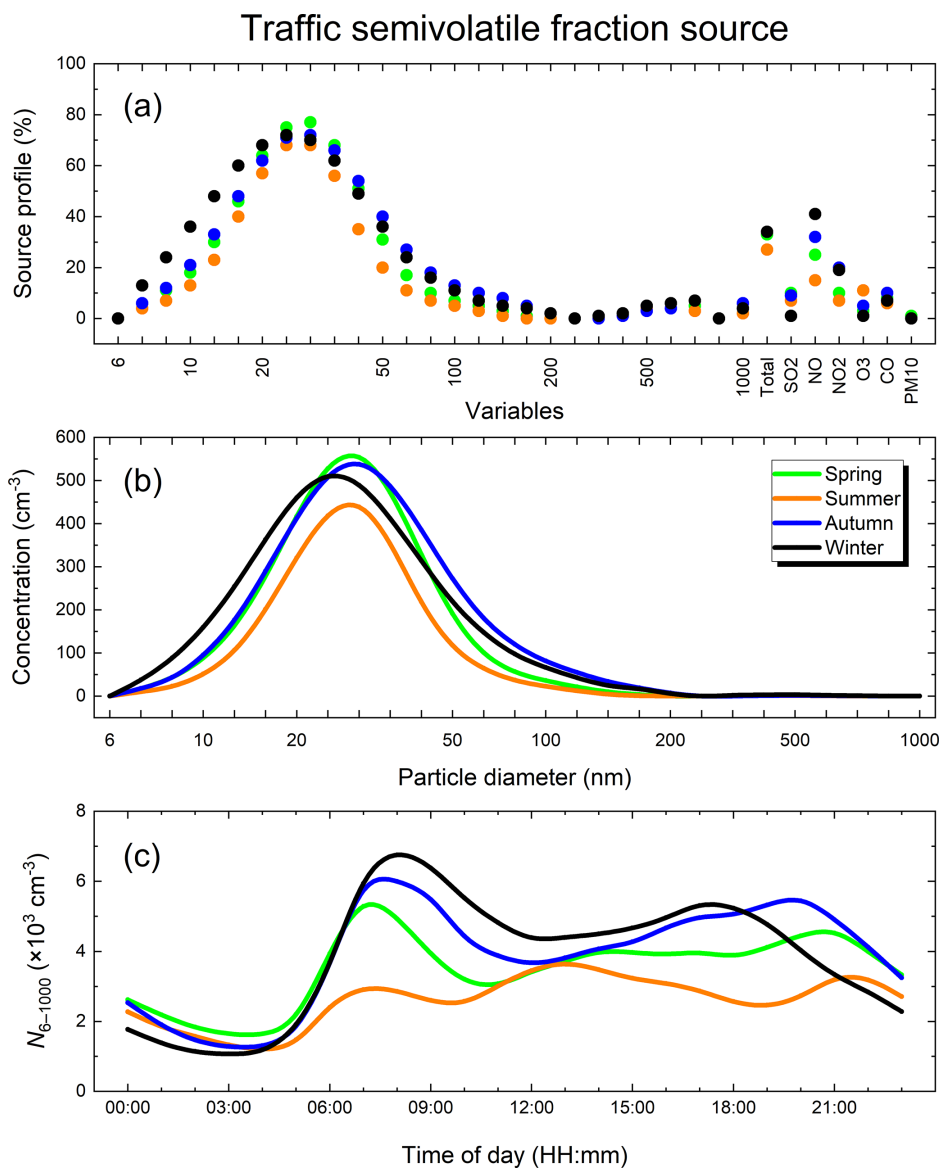 Traffic semivolatile fraction source
(a)
Source profile (%)
100
80
60
40
20
0
6
10
20
50
100
200
500
1000
Total
SO2
NO
NO2
O3
CO
PM10
Variables
(b)
Concentration (cm⁻³)
600
500
400
300
200
100
0
Spring
Summer
Autumn
Winter
6
10
20
50
100
200
500
1000
Particle diameter (nm)
(c)
N₆₋₁₀₀₀ (×10³ cm⁻³)
8
6
4
2
0
00:00
03:00
06:00
09:00
12:00
15:00
18:00
21:00
Time of day (HH:mm)